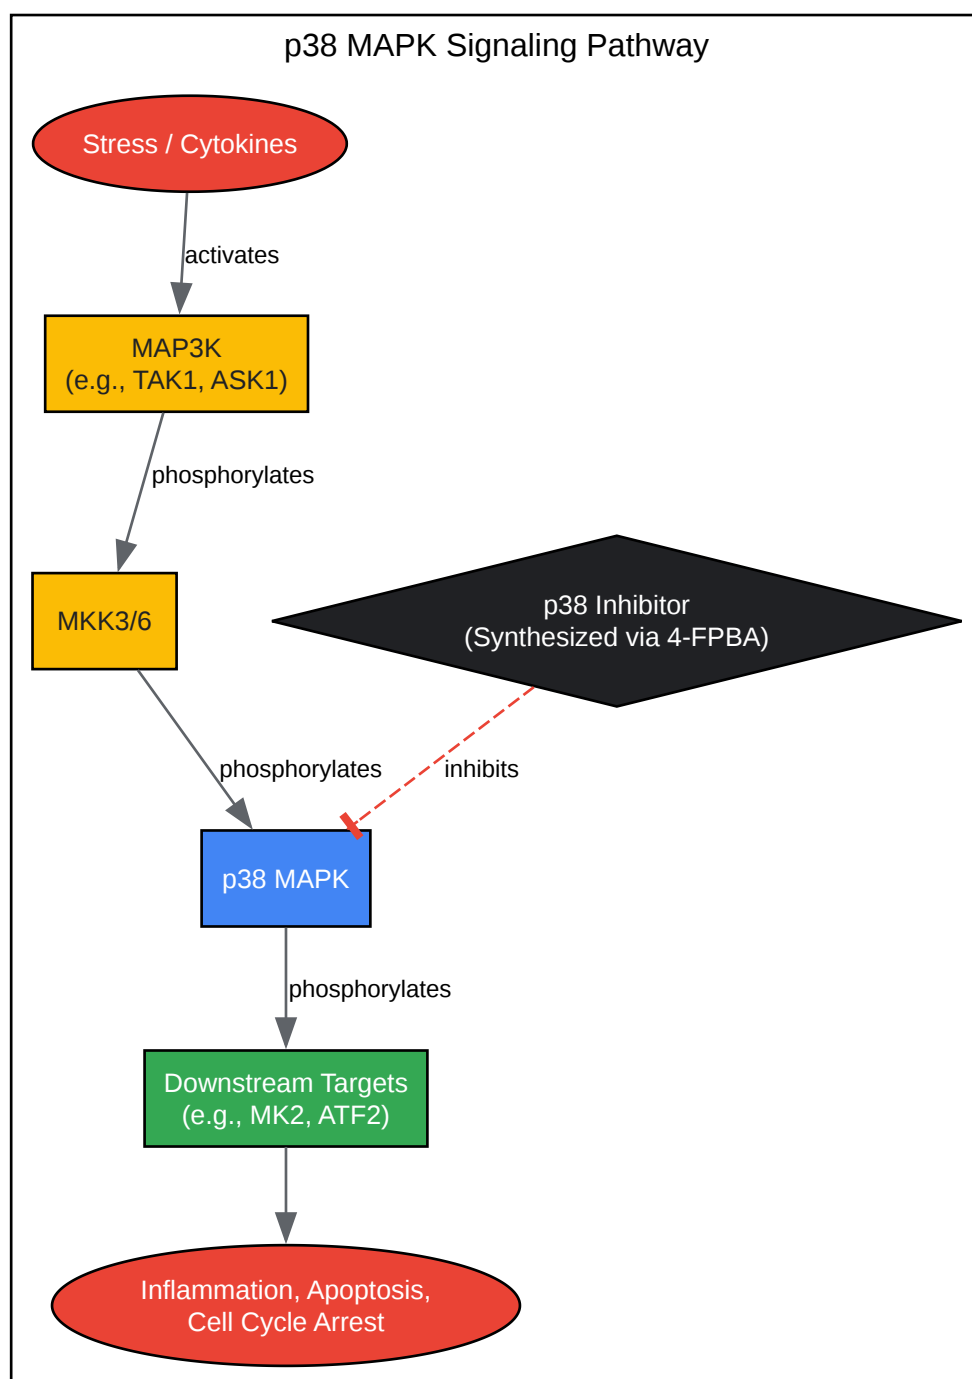 p38 MAPK Signaling Pathway
Stress / Cytokines
activates
MAP3K
(e.g., TAK1, ASK1)
phosphorylates
MKK3/6
p38 Inhibitor
(Synthesized via 4-FPBA)
phosphorylates
inhibits
p38 MAPK
phosphorylates
Downstream Targets
(e.g., MK2, ATF2)
Inflammation, Apoptosis,
Cell Cycle Arrest